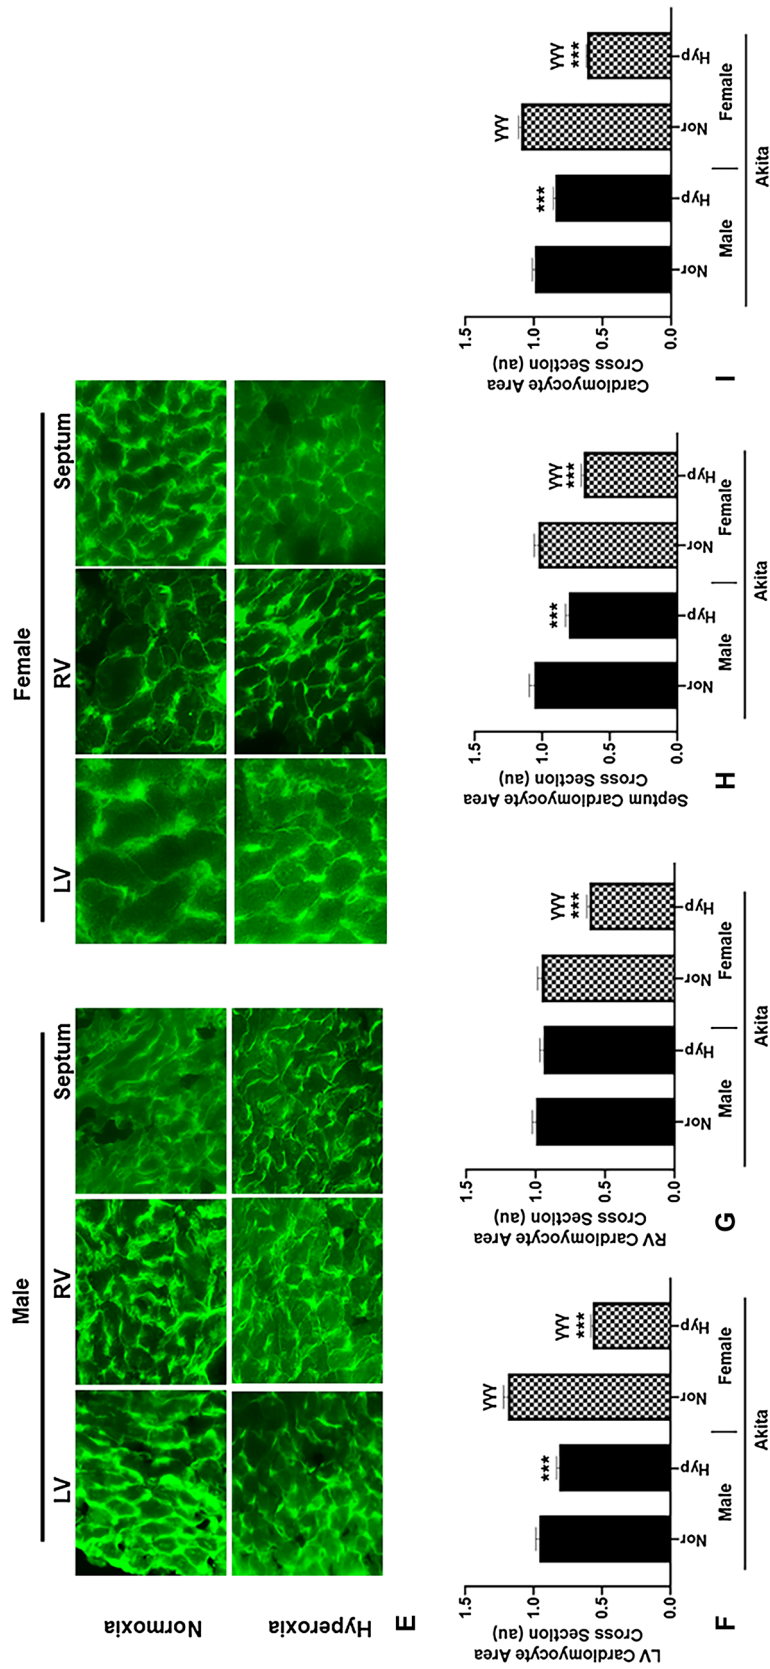 Male
Female
LV
RV
Septum
LV
RV
Septum
Normoxia
Hyperoxia
E
LV Cardiomyocyte Area
Cross Section (au)
1.5
1.0
0.5
0.0
Nor
Hyp
Nor
Hyp
***
γγγ
γγγ
***
Male
Female
Akita
F
RV Cardiomyocyte Area
Cross Section (au)
1.5
1.0
0.5
0.0
Nor
Hyp
Nor
Hyp
γγγ
***
Male
Female
Akita
G
Septum Cardiomyocyte Area
Cross Section (au)
1.5
1.0
0.5
0.0
Nor
Hyp
Nor
Hyp
***
γγγ
***
Male
Female
Akita
H
Cardiomyocyte Area
Cross Section (au)
1.5
1.0
0.5
0.0
Nor
Hyp
Nor
Hyp
***
γγγ
γγγ
***
Male
Female
Akita
I